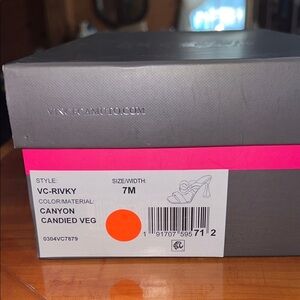 VINCECAMUTO.COM
STYLE:
SIZE/WIDTH:
VC-RIVKY
7M
COLOR/MATERIAL:
CANYON
CANDIED VEG
0304VC7879
1 91707 595 71 2